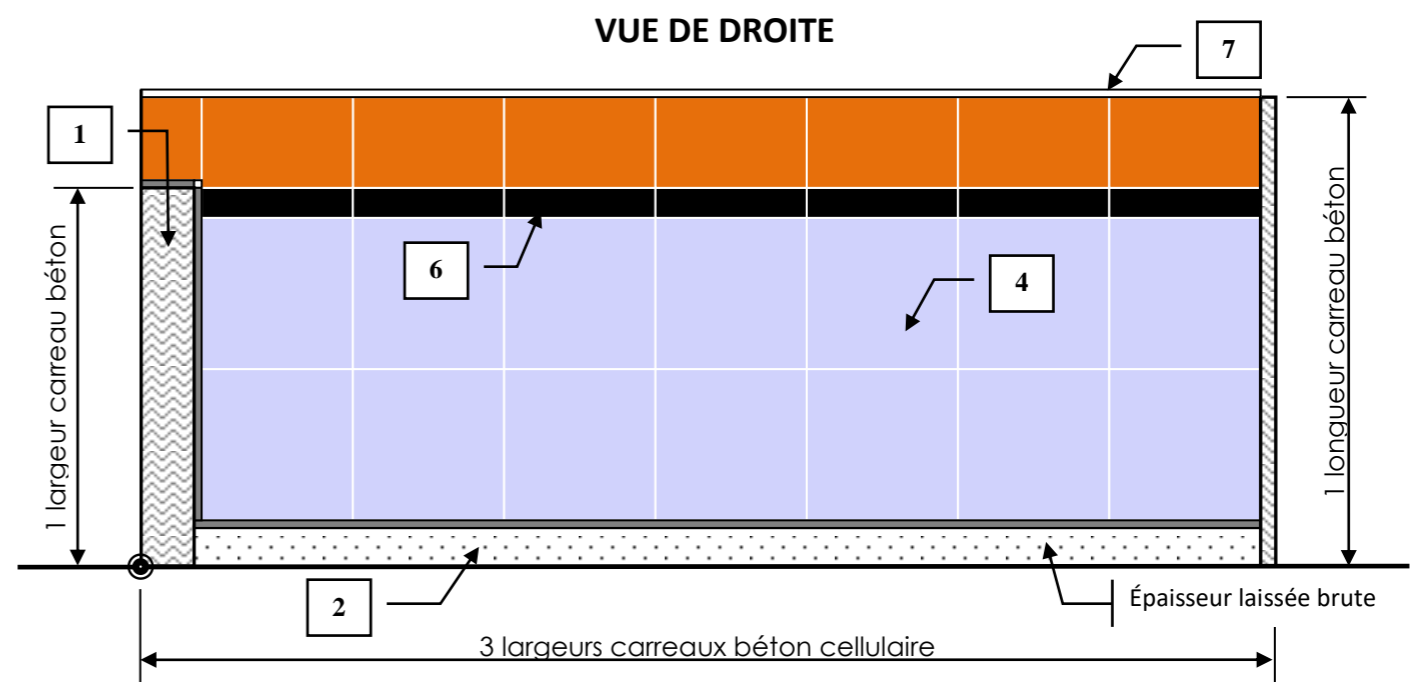 VUE DE DROITE
7
1
6
4
1 largeur carreau béton
1 longueur carreau béton
2
Épaisseur laissée brute
3 largeurs carreaux béton cellulaire